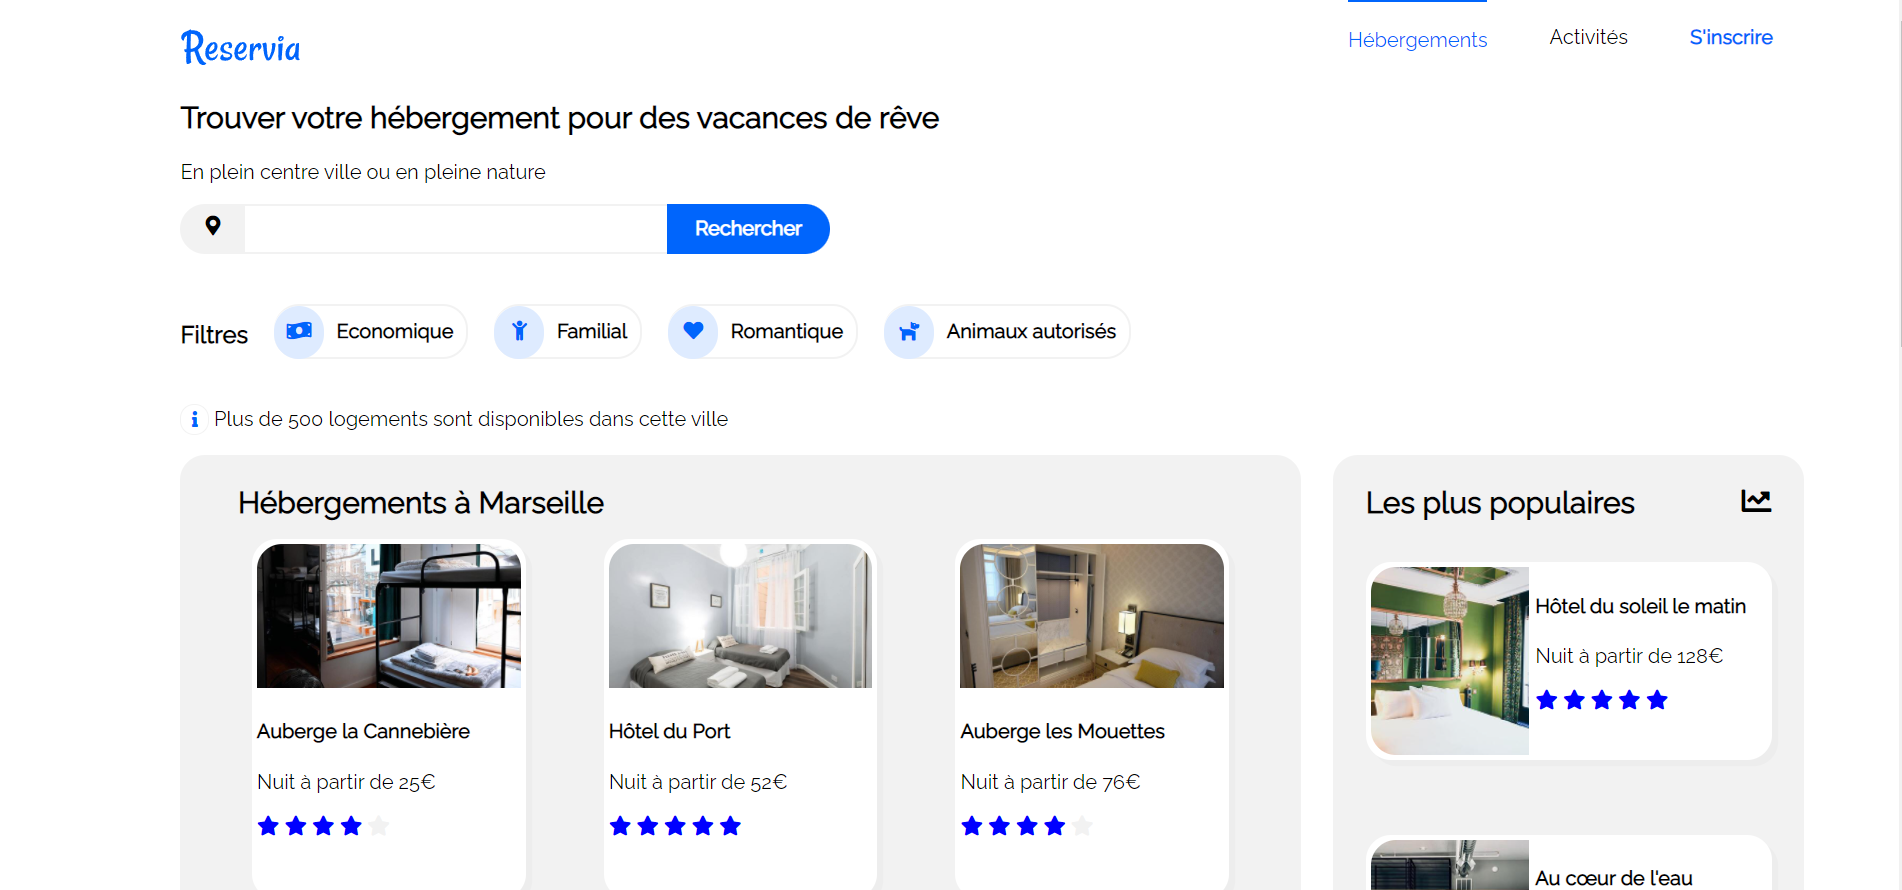 Reservia
Hébergements
Activités
S'inscrire
Trouver votre hébergement pour des vacances de rêve
En plein centre ville ou en pleine nature
Rechercher
Filtres
Economique
Familial
Romantique
Animaux autorisés
Plus de 500 logements sont disponibles dans cette ville
Hébergements à Marseille
Auberge la Cannebière
Nuit à partir de 25€
Hôtel du Port
Nuit à partir de 52€
Auberge les Mouettes
Nuit à partir de 76€
Les plus populaires
Hôtel du soleil le matin
Nuit à partir de 128€
Au cœur de l'eau